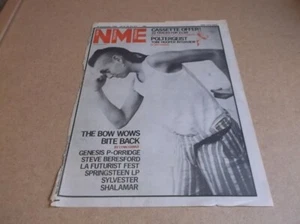 NME
CASSETTE OFFER!
POLTERGEIST
THE BOW WOWS
BITE BACK
GENESIS P-ORRIDGE
STEVE BERESFORD
LA FUTURIST FEST
SPRINGSTEEN LP
SYLVESTER
SHALAMAR